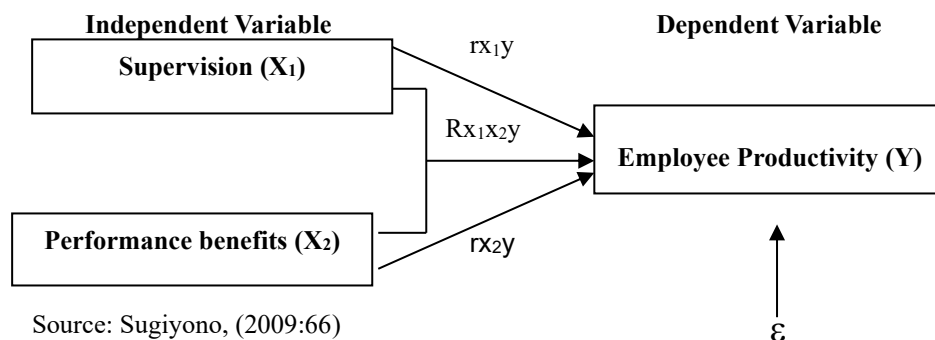 Independent Variable
Dependent Variable
Supervision (X₁)
rx₁y
Rx₁x₂y
Employee Productivity (Y)
Performance benefits (X₂)
rx₂y
Source: Sugiyono, (2009:66)
ε